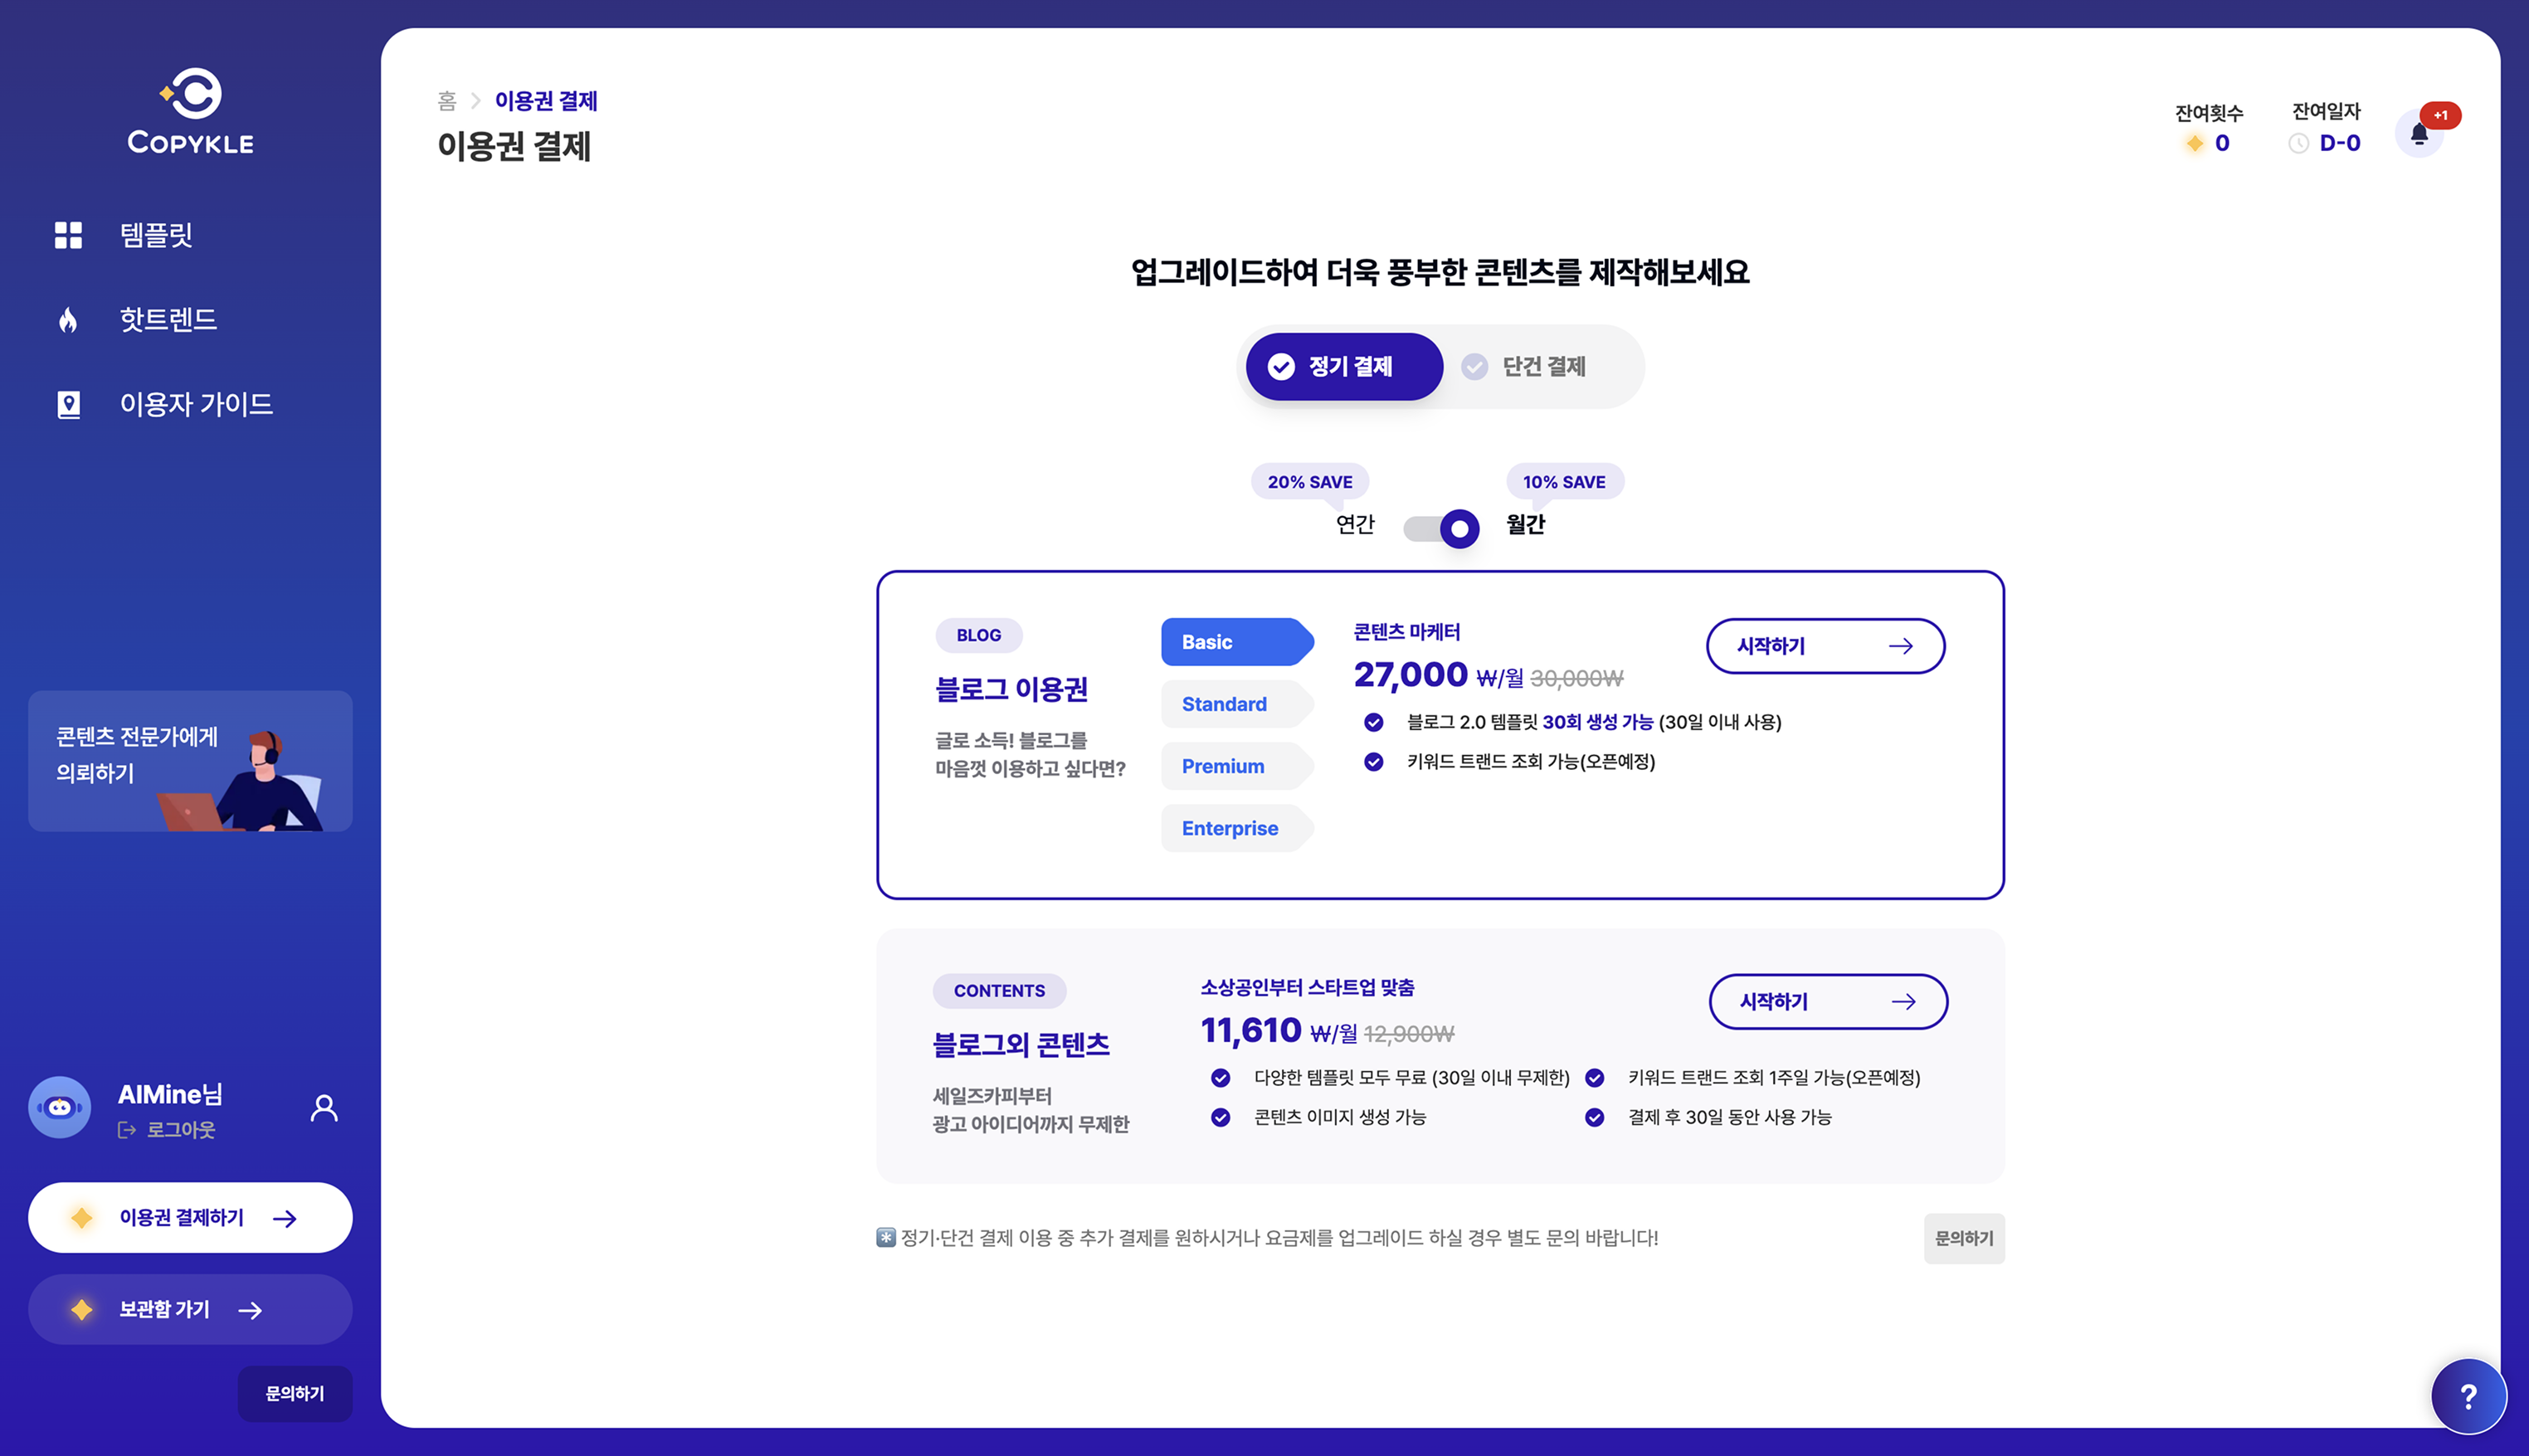 COPYKLE
템플릿
핫트렌드
이용자 가이드
콘텐츠 전문가에게
의뢰하기
AIMine님
로그아웃
이용권 결제하기
보관함 가기
문의하기
홈 > 이용권 결제
이용권 결제
잔여횟수
0
잔여일자
D-0
+1
업그레이드하여 더욱 풍부한 콘텐츠를 제작해보세요
정기 결제
단건 결제
20% SAVE
10% SAVE
연간
월간
BLOG
블로그 이용권
글로 소득! 블로그를
마음껏 이용하고 싶다면?
Basic
Standard
Premium
Enterprise
콘텐츠 마케터
27,000 ₩/월 30,000₩
블로그 2.0 템플릿 30회 생성 가능 (30일 이내 사용)
키워드 트랜드 조회 가능(오픈예정)
시작하기
CONTENTS
블로그외 콘텐츠
세일즈카피부터
광고 아이디어까지 무제한
소상공인부터 스타트업 맞춤
11,610 ₩/월 12,900₩
다양한 템플릿 모두 무료 (30일 이내 무제한)
키워드 트랜드 조회 1주일 가능(오픈예정)
콘텐츠 이미지 생성 가능
결제 후 30일 동안 사용 가능
시작하기
*️⃣ 정기·단건 결제 이용 중 추가 결제를 원하시거나 요금제를 업그레이드 하실 경우 별도 문의 바랍니다!
문의하기
?